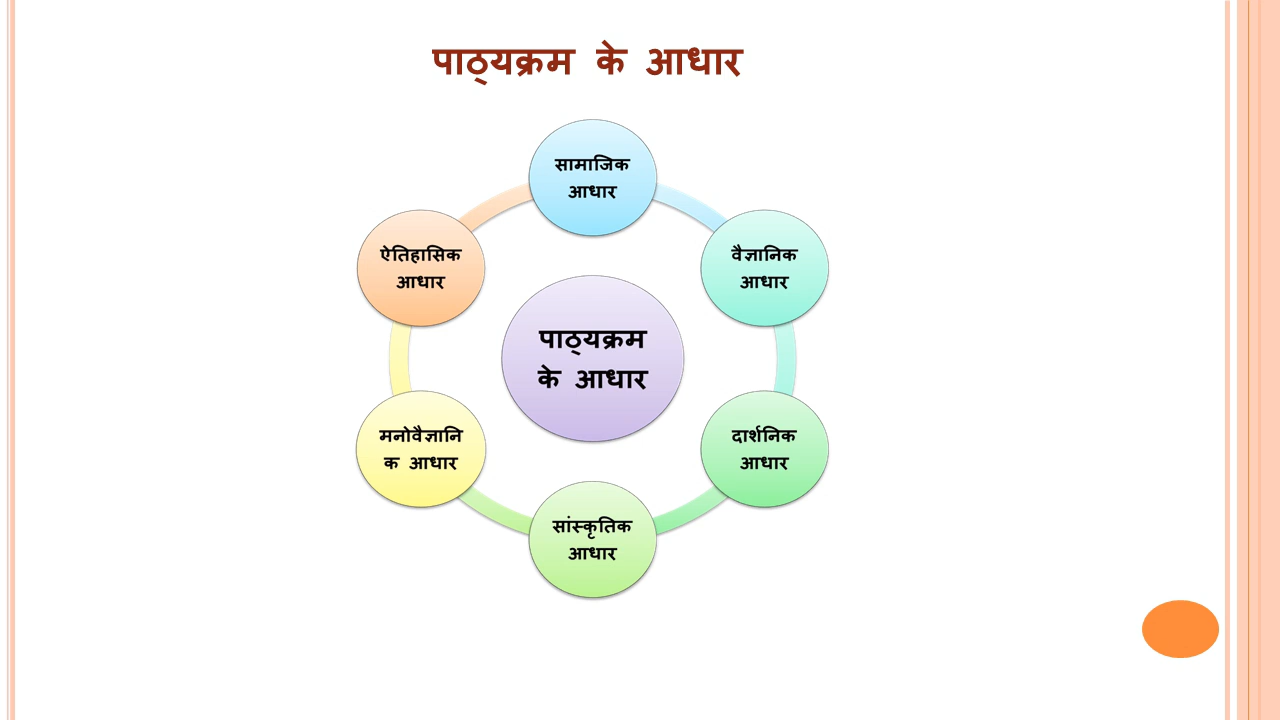 पाठ्यक्रम के आधार
सामाजिक
आधार
वैज्ञानिक
आधार
दार्शनिक
आधार
सांस्कृतिक
आधार
मनोवैज्ञानि
क आधार
ऐतिहासिक
आधार
पाठ्यक्रम
के आधार